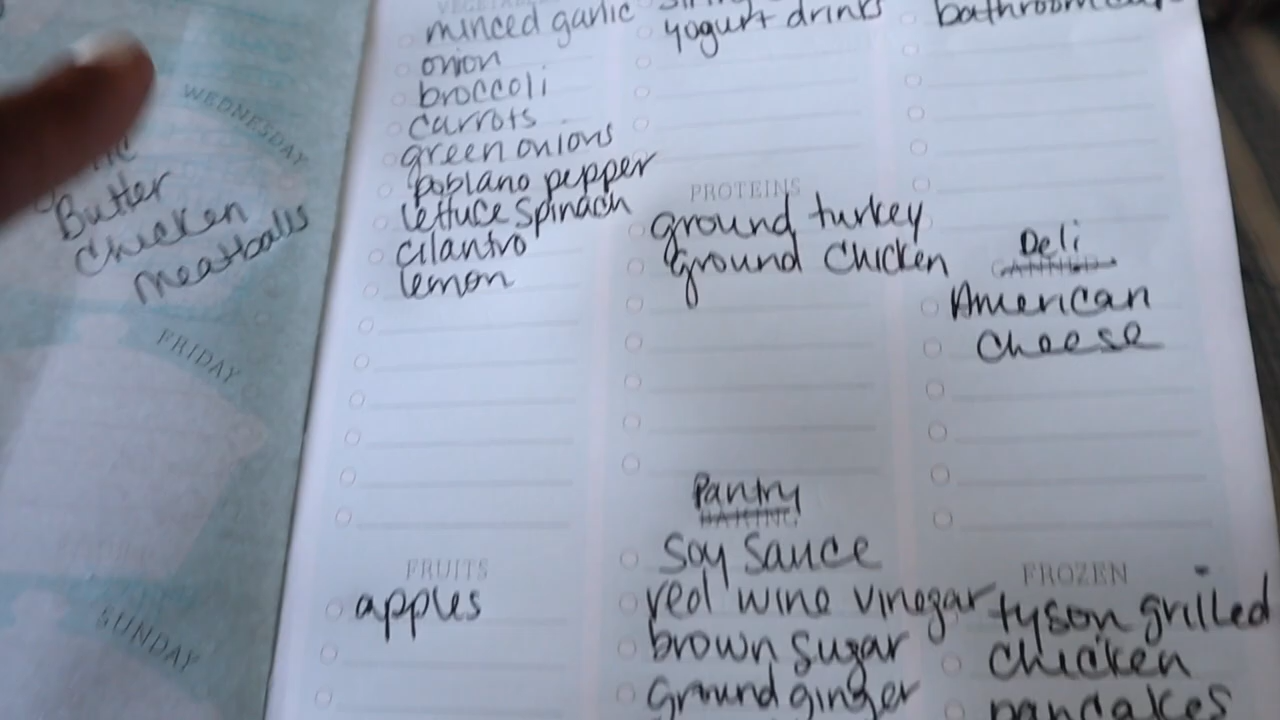 WEDNESDAY
Butter
Chicken
meatballs
FRIDAY
SUNDAY
minced garlic
onion
broccoli
carrots
green onions
poblano pepper
lettuce spinach
cilantro
lemon
FRUITS
apples
yogurt drinks
PROTEINS
ground turkey
ground chicken
Pantry
BAKING
soy sauce
red wine vinegar
brown sugar
ground ginger
bathroom
Deli
CANNED
American
Cheese
FROZEN
tyson grilled
chicken
pancakes